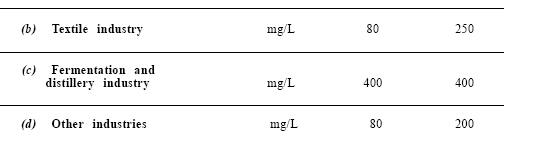 (b) Textile industry mg/L 80 250
(c) Fermentation and
distillery industry mg/L 400 400
(d) Other industries mg/L 80 200